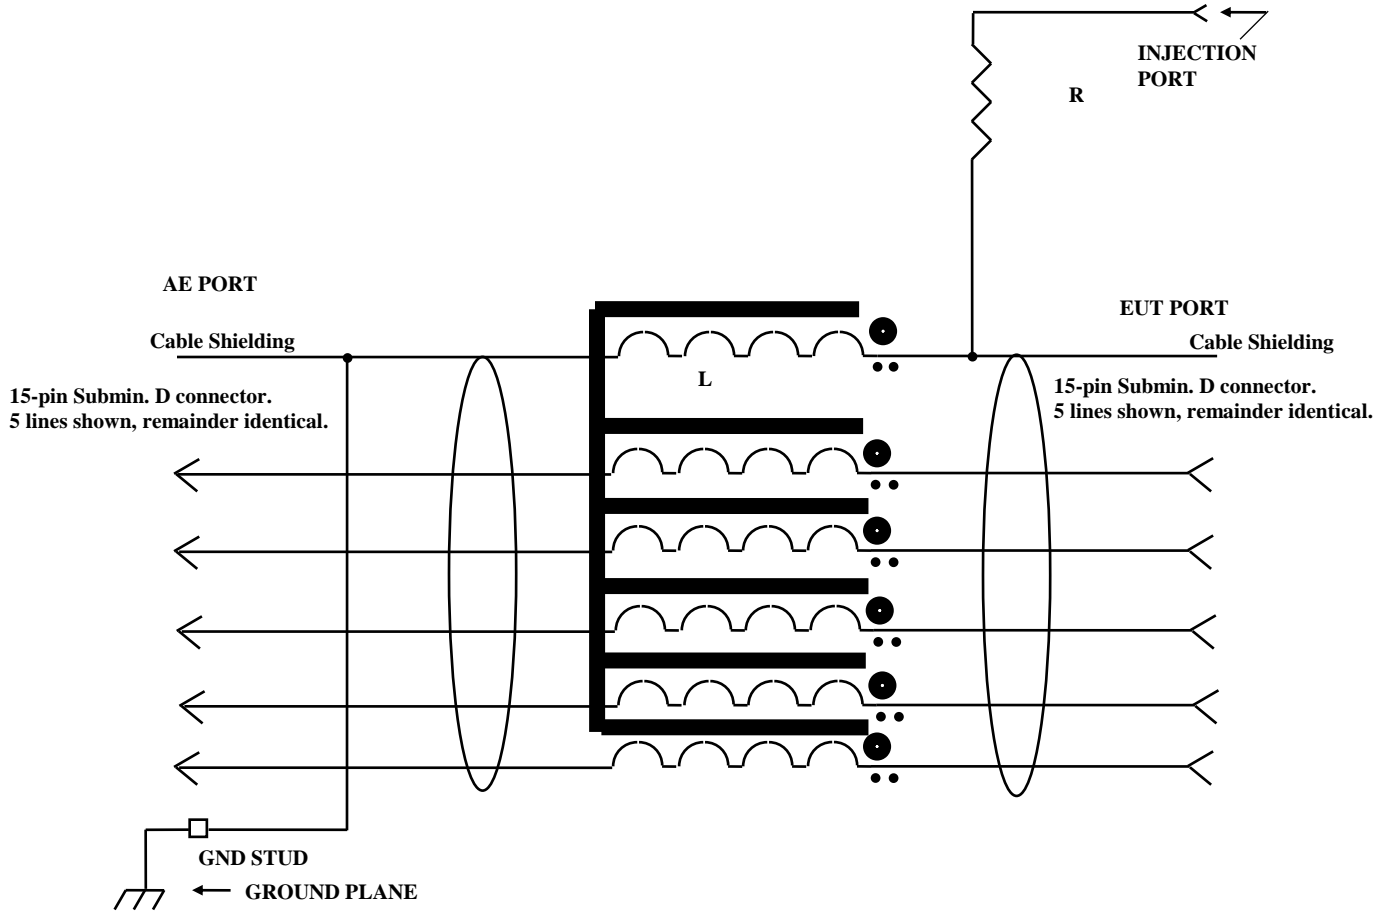 INJECTION
PORT
R
AE PORT
EUT PORT
Cable Shielding
Cable Shielding
L
15-pin Submin. D connector.
5 lines shown, remainder identical.
15-pin Submin. D connector.
5 lines shown, remainder identical.
GND STUD
GROUND PLANE